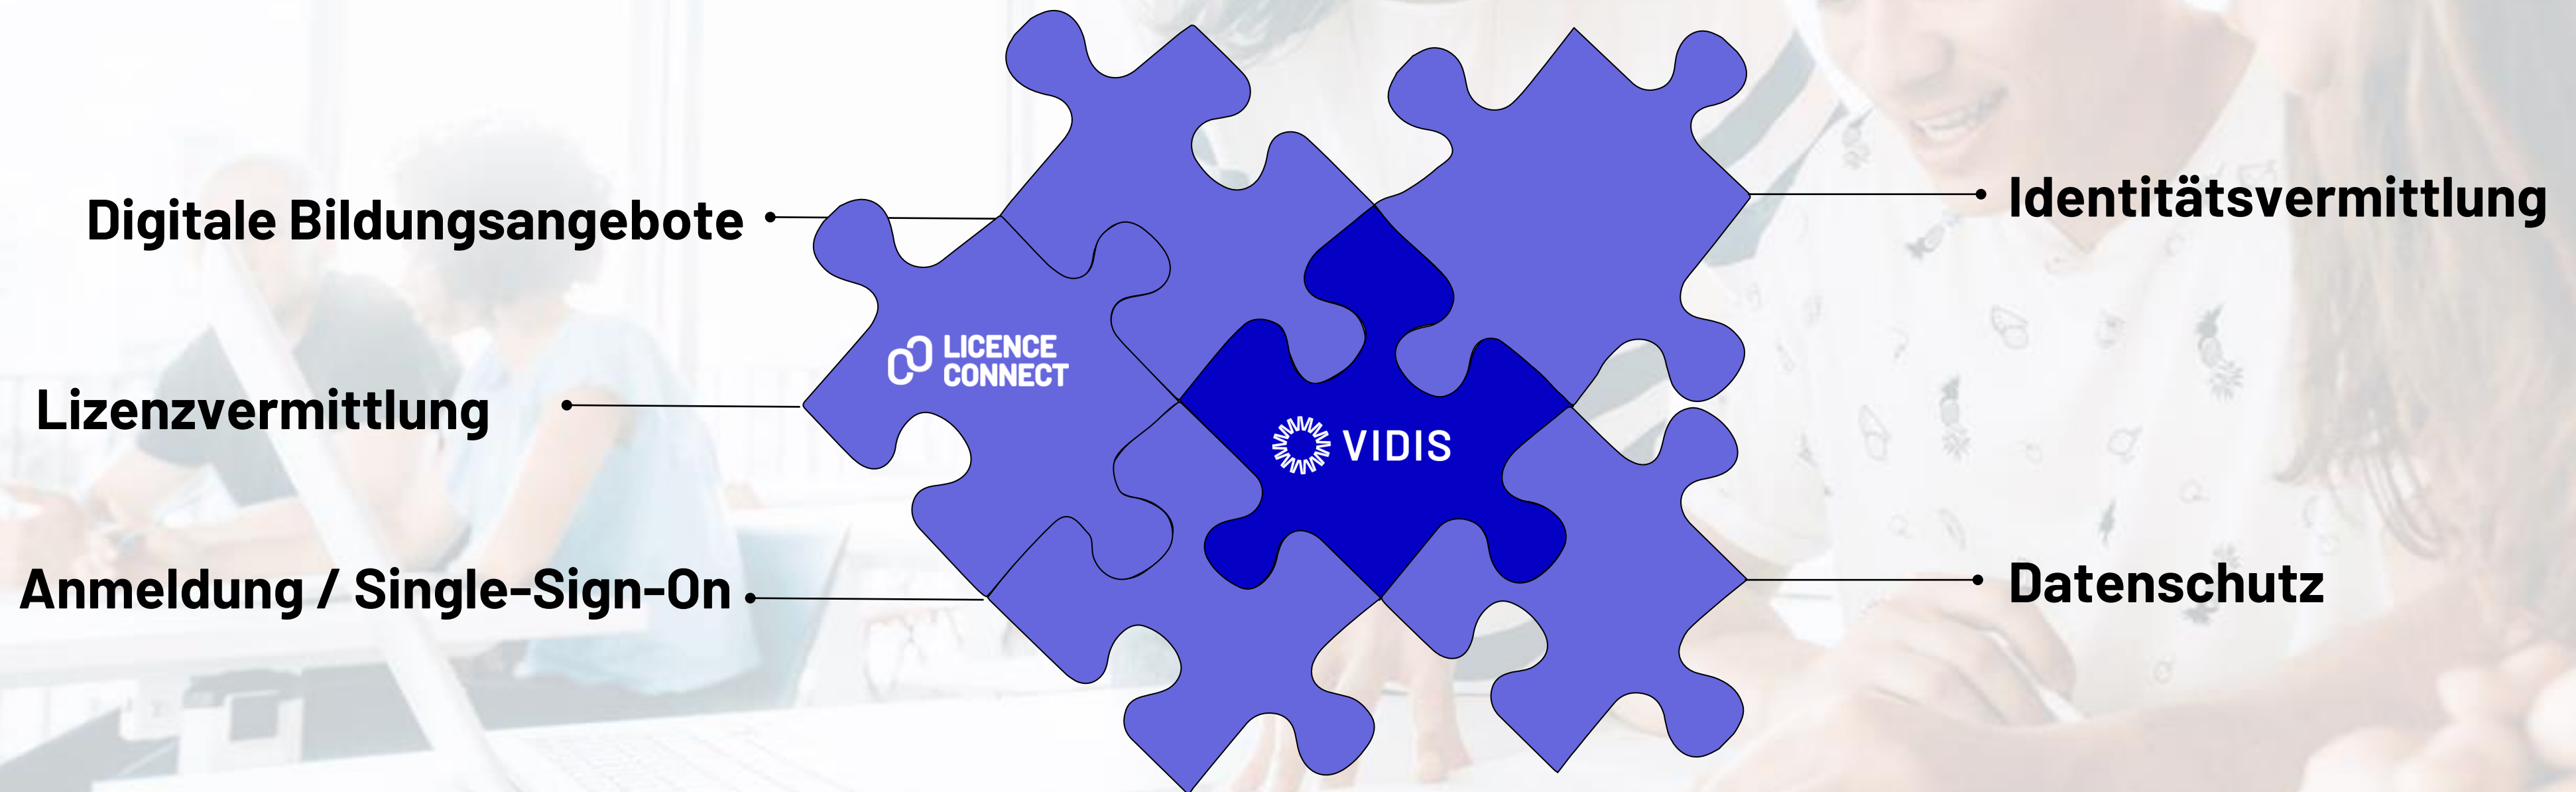 Digitale Bildungsangebote
Identitätsvermittlung
LICENCE
CONNECT
Lizenzvermittlung
VIDIS
Anmeldung / Single-Sign-On
Datenschutz